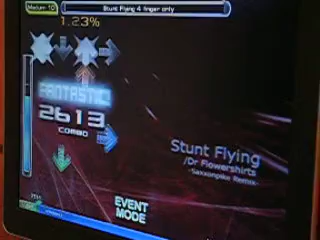 Medium 10
Stunt Flying 4 finger only
1.23%
FANTASTIC!
2613
COMBO
Stunt Flying
/Dr Flowershirts
-Saxxonpike Remix-
EVENT
MODE